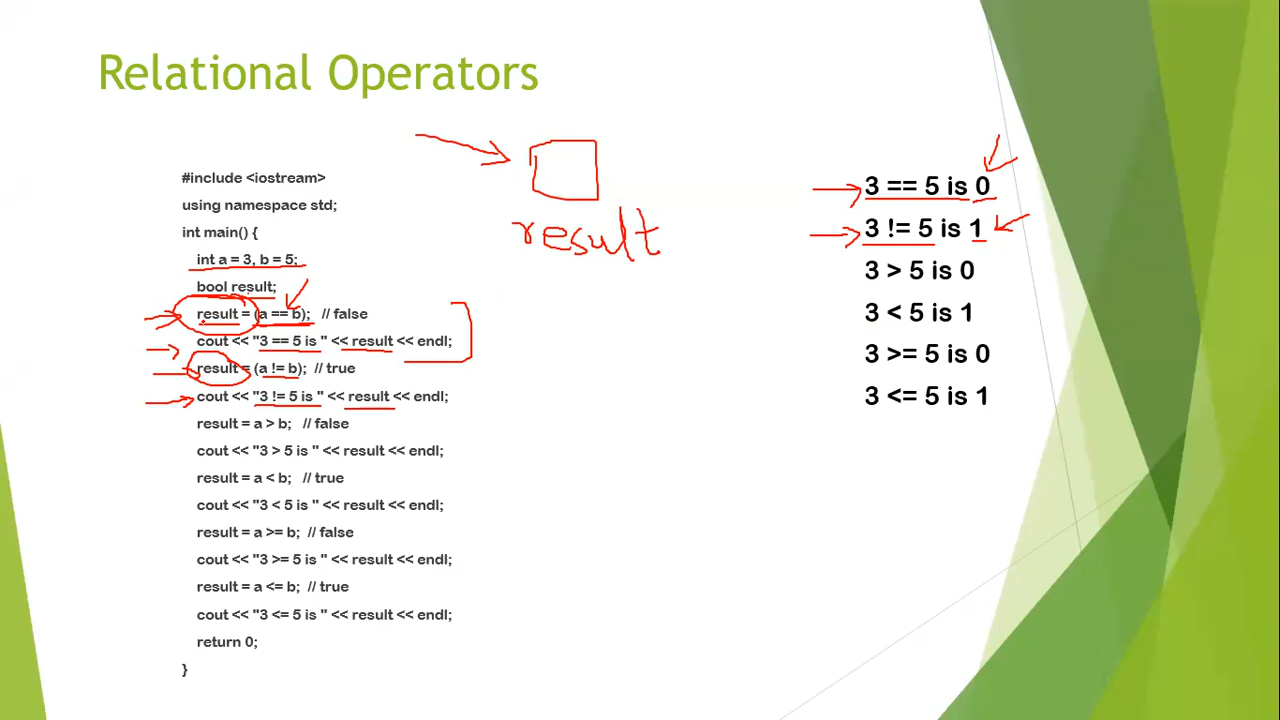 Relational Operators
result
#include <iostream>
using namespace std;
int main() {
int a = 3, b = 5;
bool result;
result = (a == b); // false
cout << "3 == 5 is " << result << endl;
result = (a != b); // true
cout << "3 != 5 is " << result << endl;
result = a > b; // false
cout << "3 > 5 is " << result << endl;
result = a < b; // true
cout << "3 < 5 is " << result << endl;
result = a >= b; // false
cout << "3 >= 5 is " << result << endl;
result = a <= b; // true
cout << "3 <= 5 is " << result << endl;
return 0;
}
3 == 5 is 0
3 != 5 is 1
3 > 5 is 0
3 < 5 is 1
3 >= 5 is 0
3 <= 5 is 1